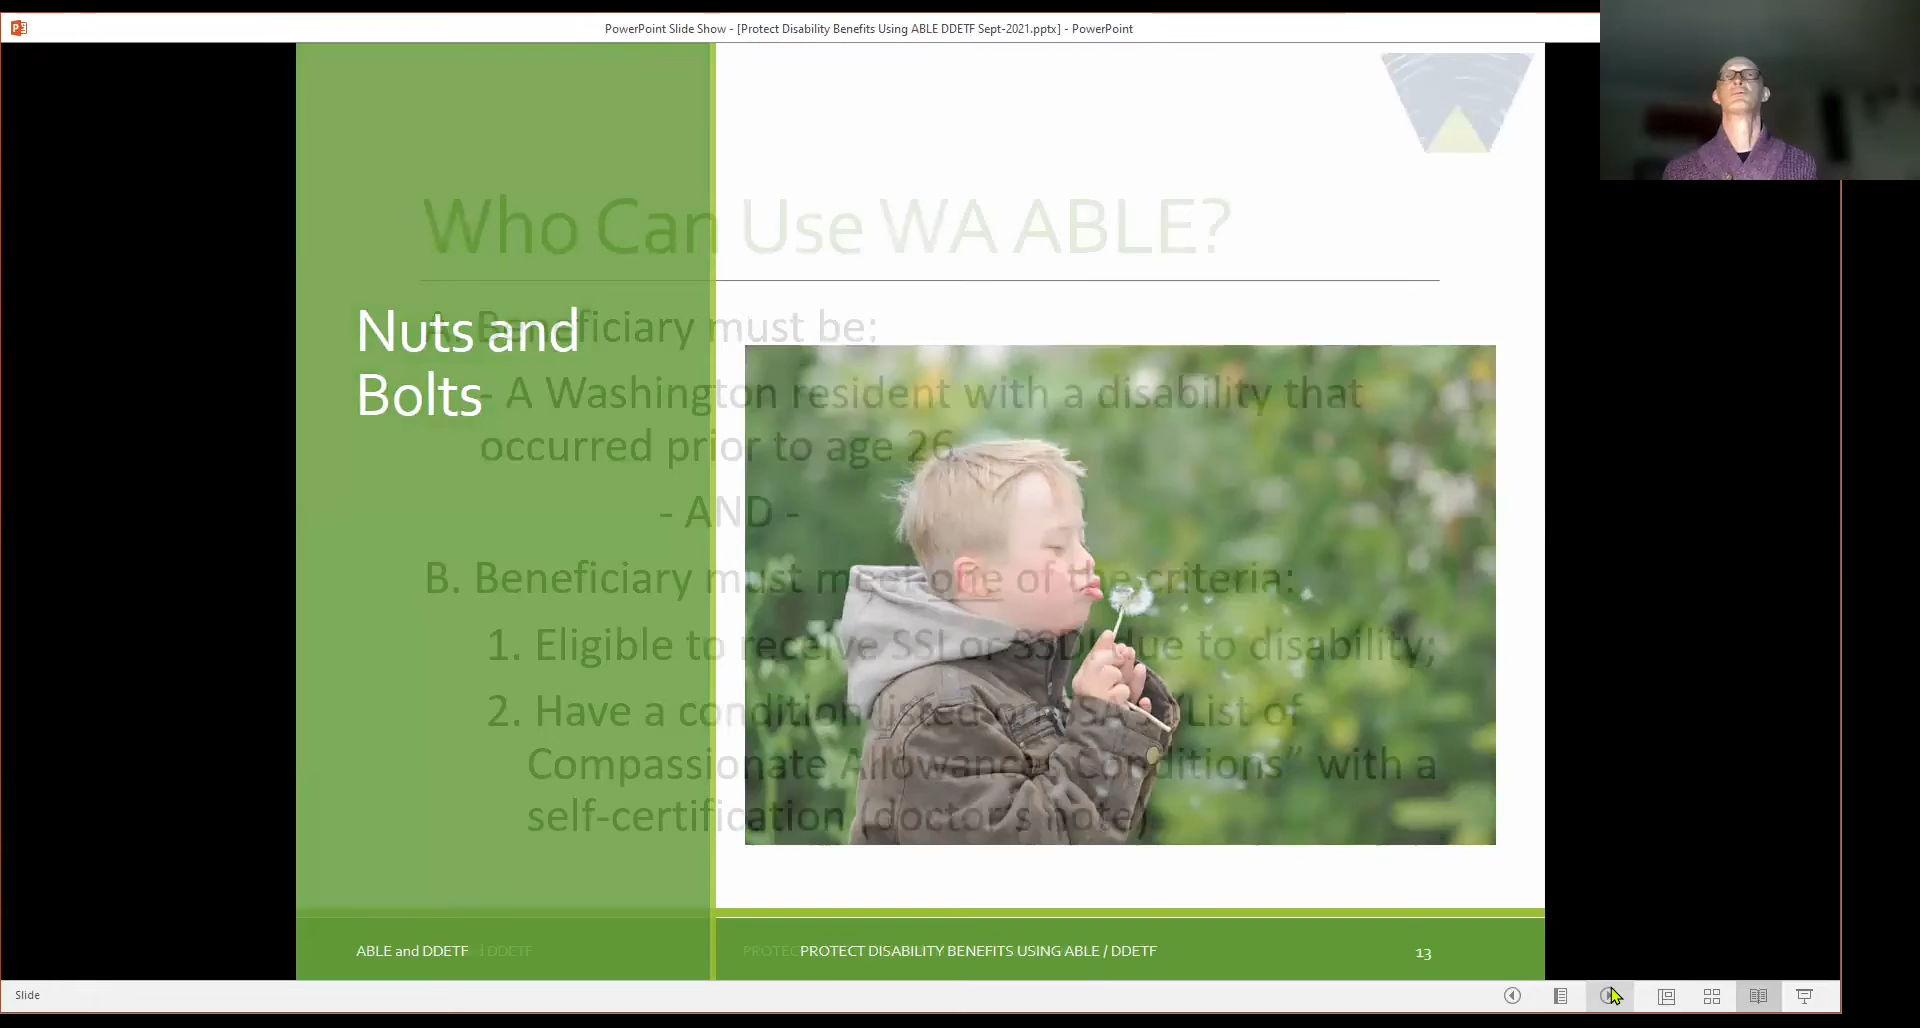 PowerPoint Slide Show - [Protect Disability Benefits Using ABLE DDETF Sept-2021.pptx] - PowerPoint
Who Can Use WA ABLE?
Nuts and
Bolts
A. Beneficiary must be:
- A Washington resident with a disability that
occurred prior to age 26
- AND -
B. Beneficiary must meet one of the criteria:
1. Eligible to receive SSI or SSDI due to disability;
2. Have a condition listed on SSA's "List of
Compassionate Allowances Conditions" with a
self-certification (doctor's note)
ABLE and DDETF
PROTECT DISABILITY BENEFITS USING ABLE / DDETF
13
Slide